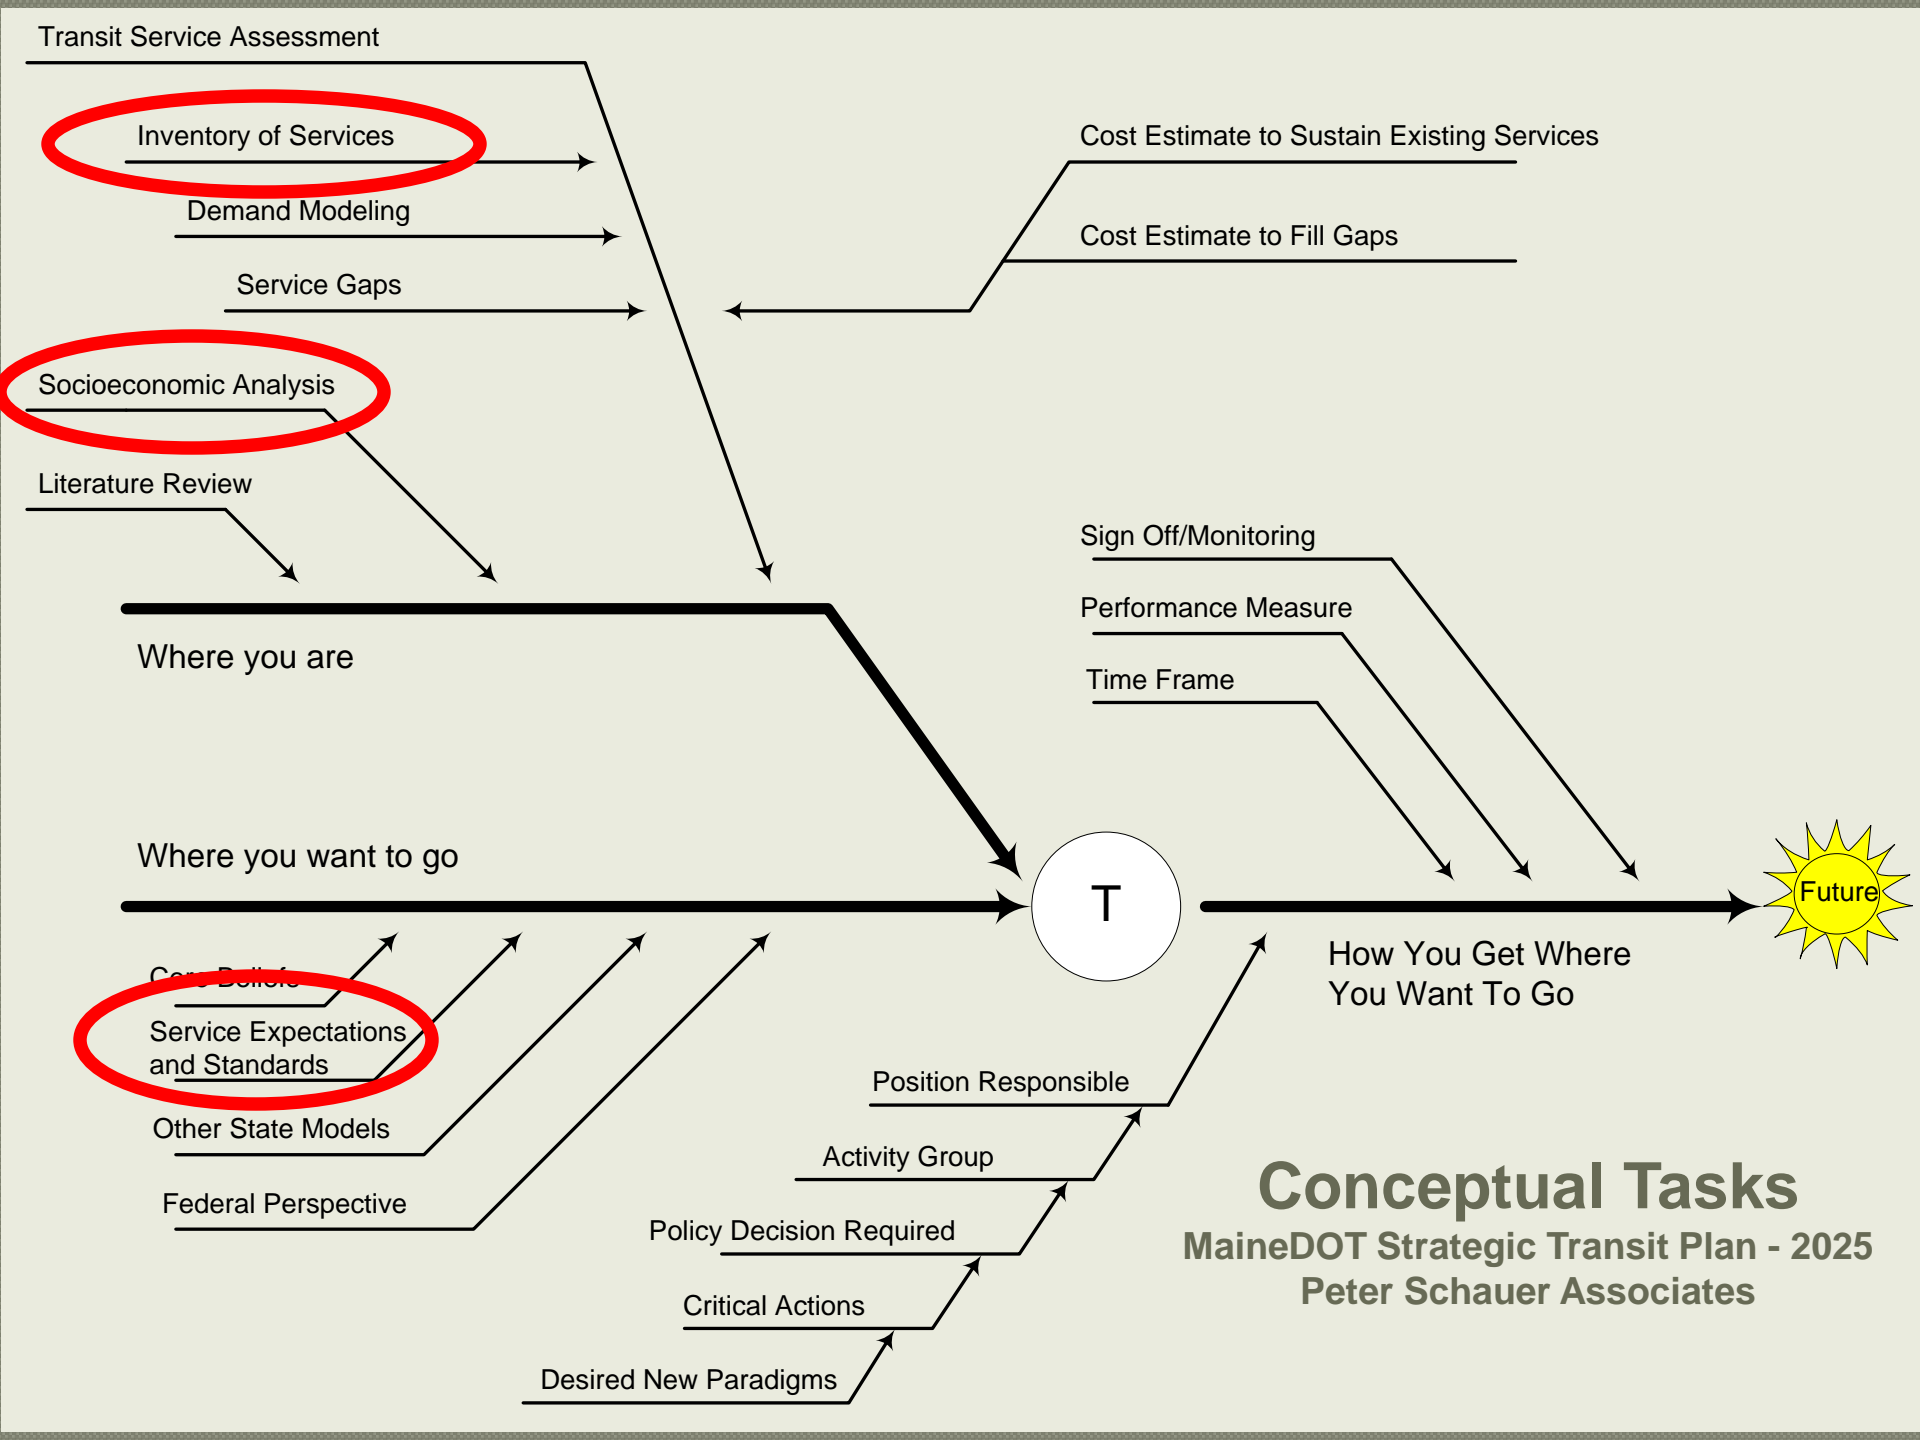 Transit Service Assessment
Inventory of Services
Demand Modeling
Service Gaps
Cost Estimate to Sustain Existing Services
Cost Estimate to Fill Gaps
Socioeconomic Analysis
Literature Review
Where you are
Sign Off/Monitoring
Performance Measure
Time Frame
Where you want to go
T
Future
How You Get Where
You Want To Go
Core Beliefs
Service Expectations
and Standards
Other State Models
Federal Perspective
Position Responsible
Activity Group
Policy Decision Required
Critical Actions
Desired New Paradigms
Conceptual Tasks
MaineDOT Strategic Transit Plan - 2025
Peter Schauer Associates